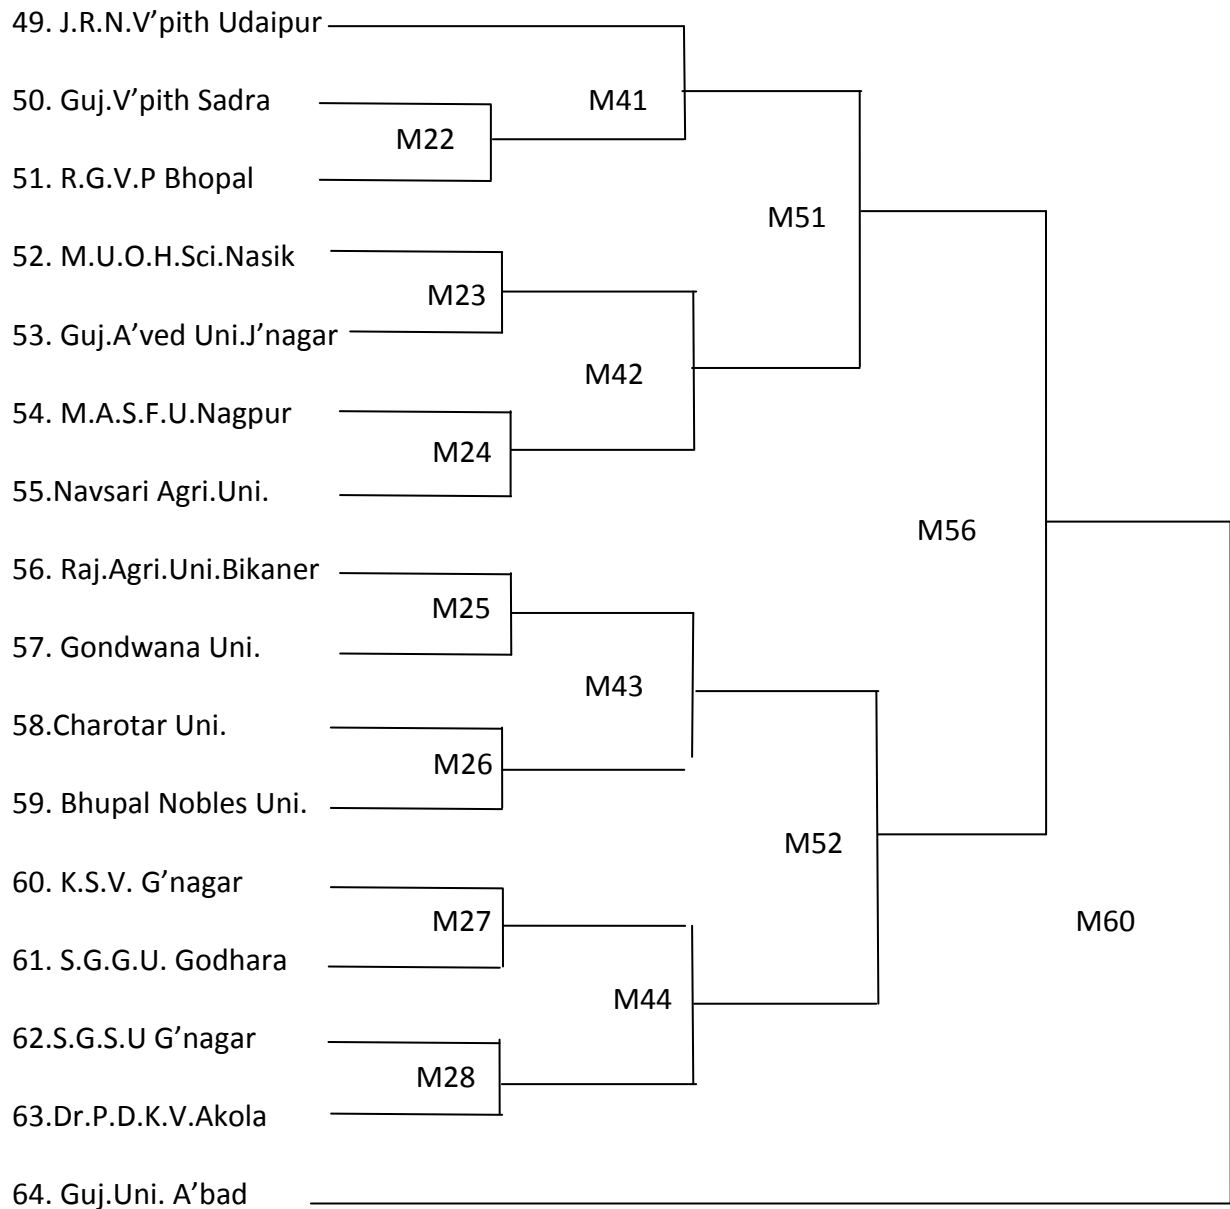 49. J.R.N.V’pith Udaipur
50. Guj.V’pith Sadra
M41
M22
51. R.G.V.P Bhopal
M51
52. M.U.O.H.Sci.Nasik
M23
53. Guj.A’ved Uni.J’nagar
M42
54. M.A.S.F.U.Nagpur
M24
55.Navsari Agri.Uni.
M56
56. Raj.Agri.Uni.Bikaner
M25
57. Gondwana Uni.
M43
58.Charotar Uni.
M26
59. Bhupal Nobles Uni.
M52
60. K.S.V. G’nagar
M27
M60
61. S.G.G.U. Godhara
M44
62.S.G.S.U G’nagar
M28
63.Dr.P.D.K.V.Akola
64. Guj.Uni. A’bad